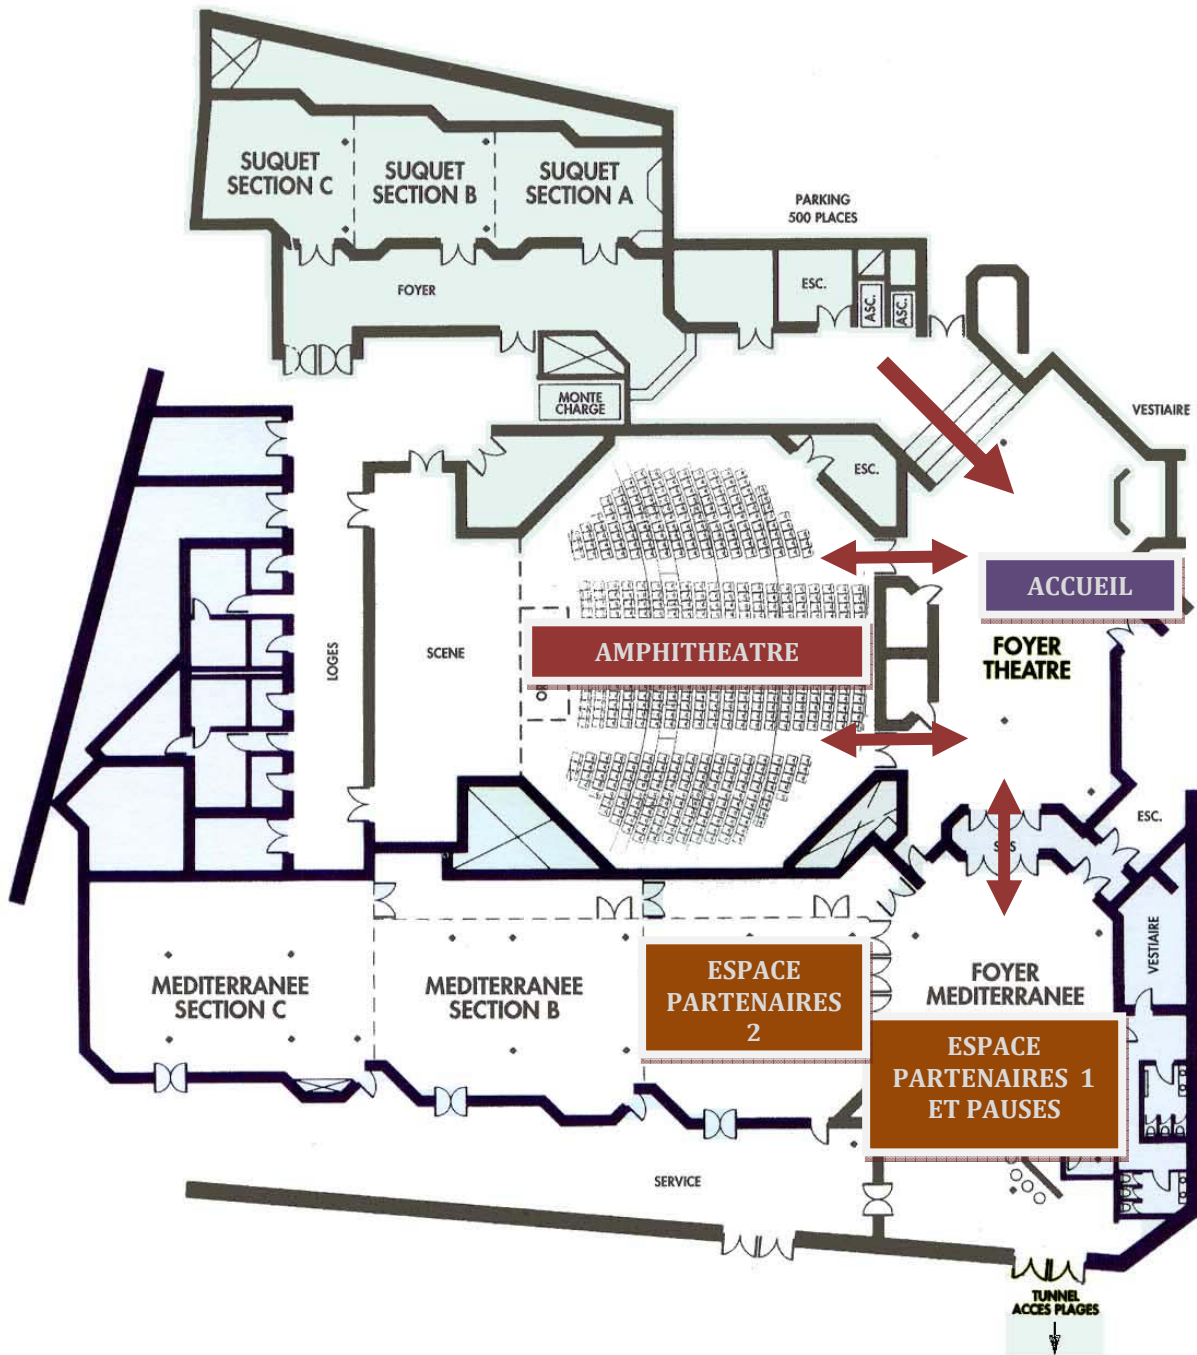 SUQUET
SECTION C
SUQUET
SECTION B
SUQUET
SECTION A
PARKING
500 PLACES
FOYER
ESC.
ASC.
ASC.
MONTE
CHARGE
VESTIAIRE
ESC.
ACCUEIL
AMPHITHEATRE
FOYER
THEATRE
LOGES
SCENE
ESC.
VESTIAIRE
MEDITERRANEE
SECTION C
MEDITERRANEE
SECTION B
ESPACE
PARTENAIRES
2
FOYER
MEDITERRANEE
ESPACE
PARTENAIRES 1
ET PAUSES
SERVICE
TUNNEL
ACCES PLAGES